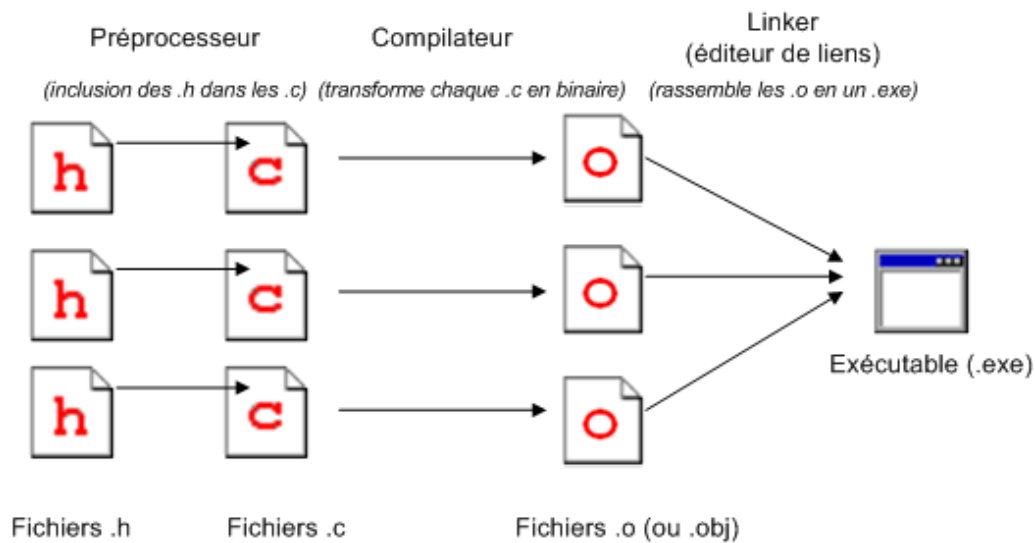 Préprocesseur
Compilateur
Linker
(éditeur de liens)
(inclusion des .h dans les .c)
(transforme chaque .c en binaire)
(rassemble les .o en un .exe)
h
c
o
h
c
o
h
c
o
Exécutable (.exe)
Fichiers .h
Fichiers .c
Fichiers .o (ou .obj)